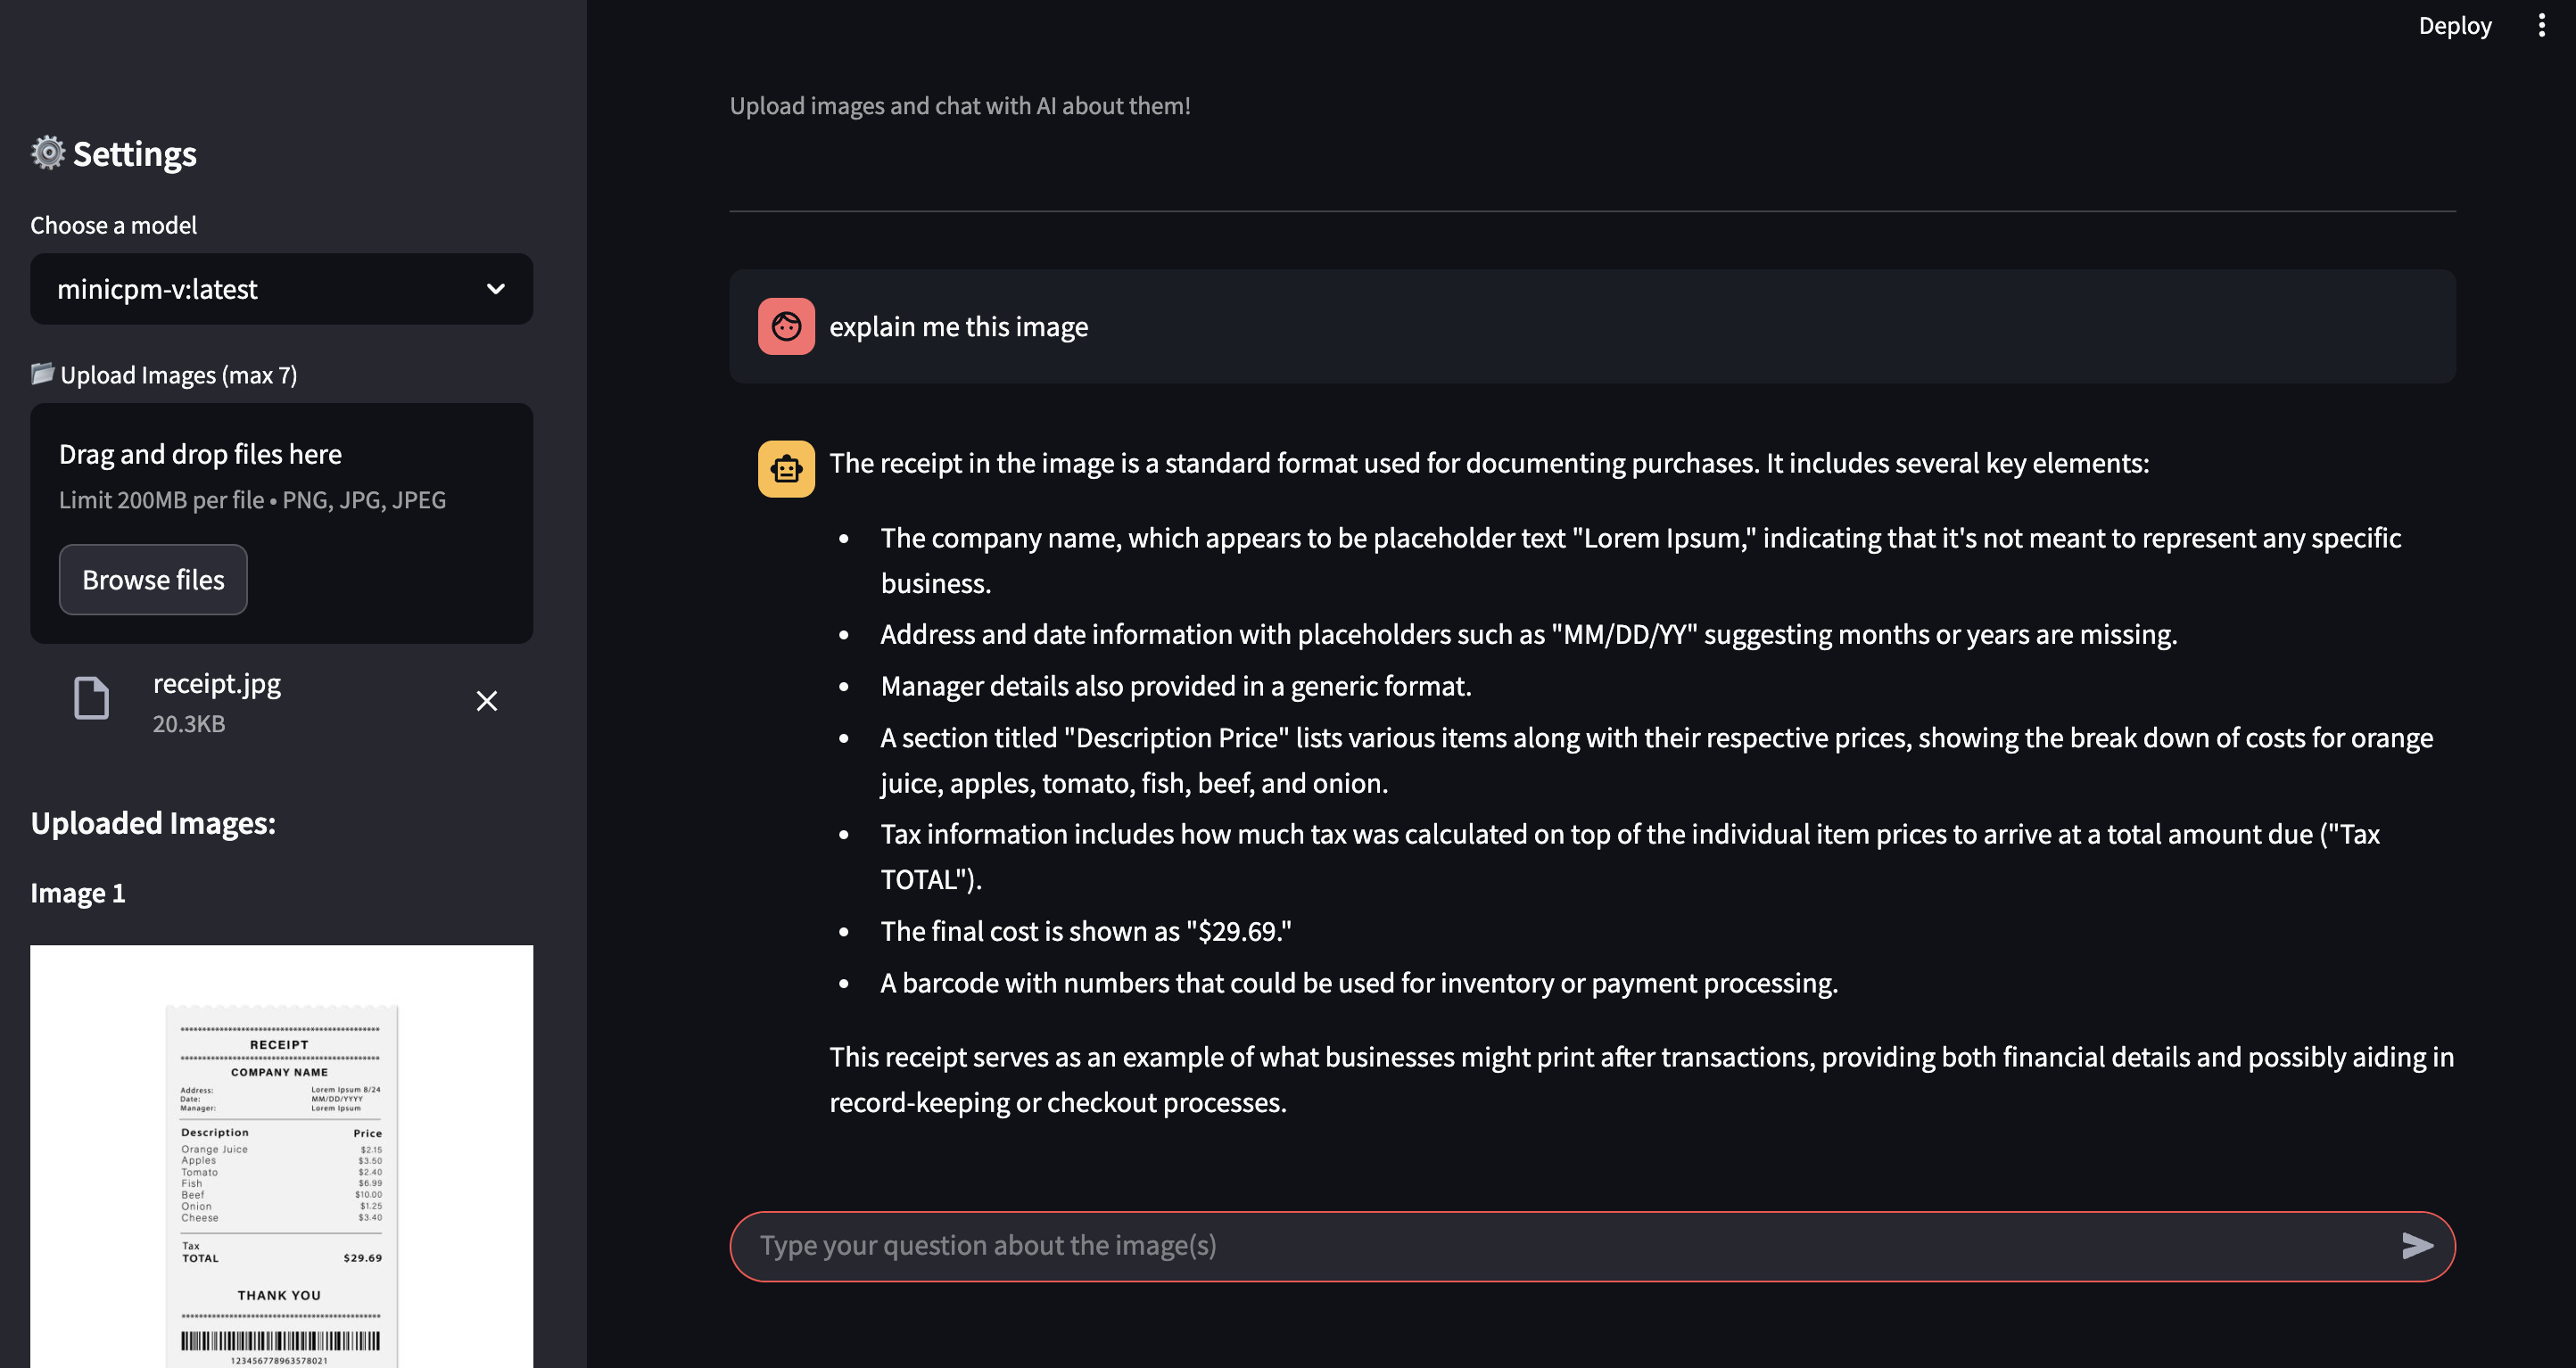 Deploy
⚙️ Settings
Choose a model
minicpm-v:latest
Upload Images (max 7)
Drag and drop files here
Limit 200MB per file • PNG, JPG, JPEG
Browse files
receipt.jpg
20.3KB
Uploaded Images:
Image 1
RECEIPT
COMPANY NAME
Address: Lorem Ipsum 8/24
Date: MM/DD/YYYY
Manager: Lorem Ipsum
Description Price
Orange Juice $2.15
Apples $3.50
Tomato $2.40
Fish $6.99
Beef $10.00
Onion $1.25
Cheese $3.40
Tax
TOTAL $29.69
THANK YOU
123456778963578021
Upload images and chat with AI about them!
explain me this image
The receipt in the image is a standard format used for documenting purchases. It includes several key elements:
• The company name, which appears to be placeholder text "Lorem Ipsum," indicating that it's not meant to represent any specific
business.
• Address and date information with placeholders such as "MM/DD/YY" suggesting months or years are missing.
• Manager details also provided in a generic format.
• A section titled "Description Price" lists various items along with their respective prices, showing the break down of costs for orange
juice, apples, tomato, fish, beef, and onion.
• Tax information includes how much tax was calculated on top of the individual item prices to arrive at a total amount due ("Tax
TOTAL").
• The final cost is shown as "$29.69."
• A barcode with numbers that could be used for inventory or payment processing.
This receipt serves as an example of what businesses might print after transactions, providing both financial details and possibly aiding in
record-keeping or checkout processes.
Type your question about the image(s)